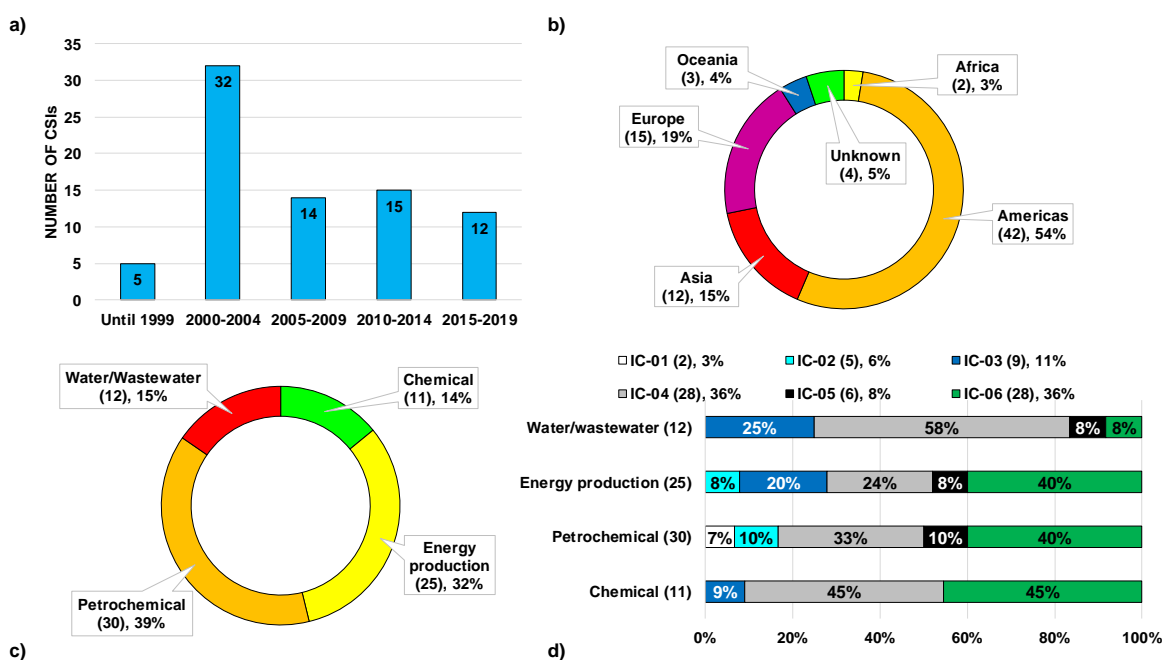 a)
NUMBER OF CSIs
35
30
25
20
15
10
5
0
5
32
14
15
12
Until 1999
2000-2004
2005-2009
2010-2014
2015-2019
b)
Oceania
(3), 4%
Africa
(2), 3%
Europe
(15), 19%
Unknown
(4), 5%
Americas
(42), 54%
Asia
(12), 15%
Water/Wastewater
(12), 15%
Chemical
(11), 14%
Energy
production
(25), 32%
Petrochemical
(30), 39%
c)
IC-01 (2), 3%
IC-02 (5), 6%
IC-03 (9), 11%
IC-04 (28), 36%
IC-05 (6), 8%
IC-06 (28), 36%
Water/wastewater (12)
25%
58%
8%
8%
Energy production (25)
8%
20%
24%
8%
40%
Petrochemical (30)
7%
10%
33%
10%
40%
Chemical (11)
9%
45%
45%
0%
20%
40%
60%
80%
100%
d)